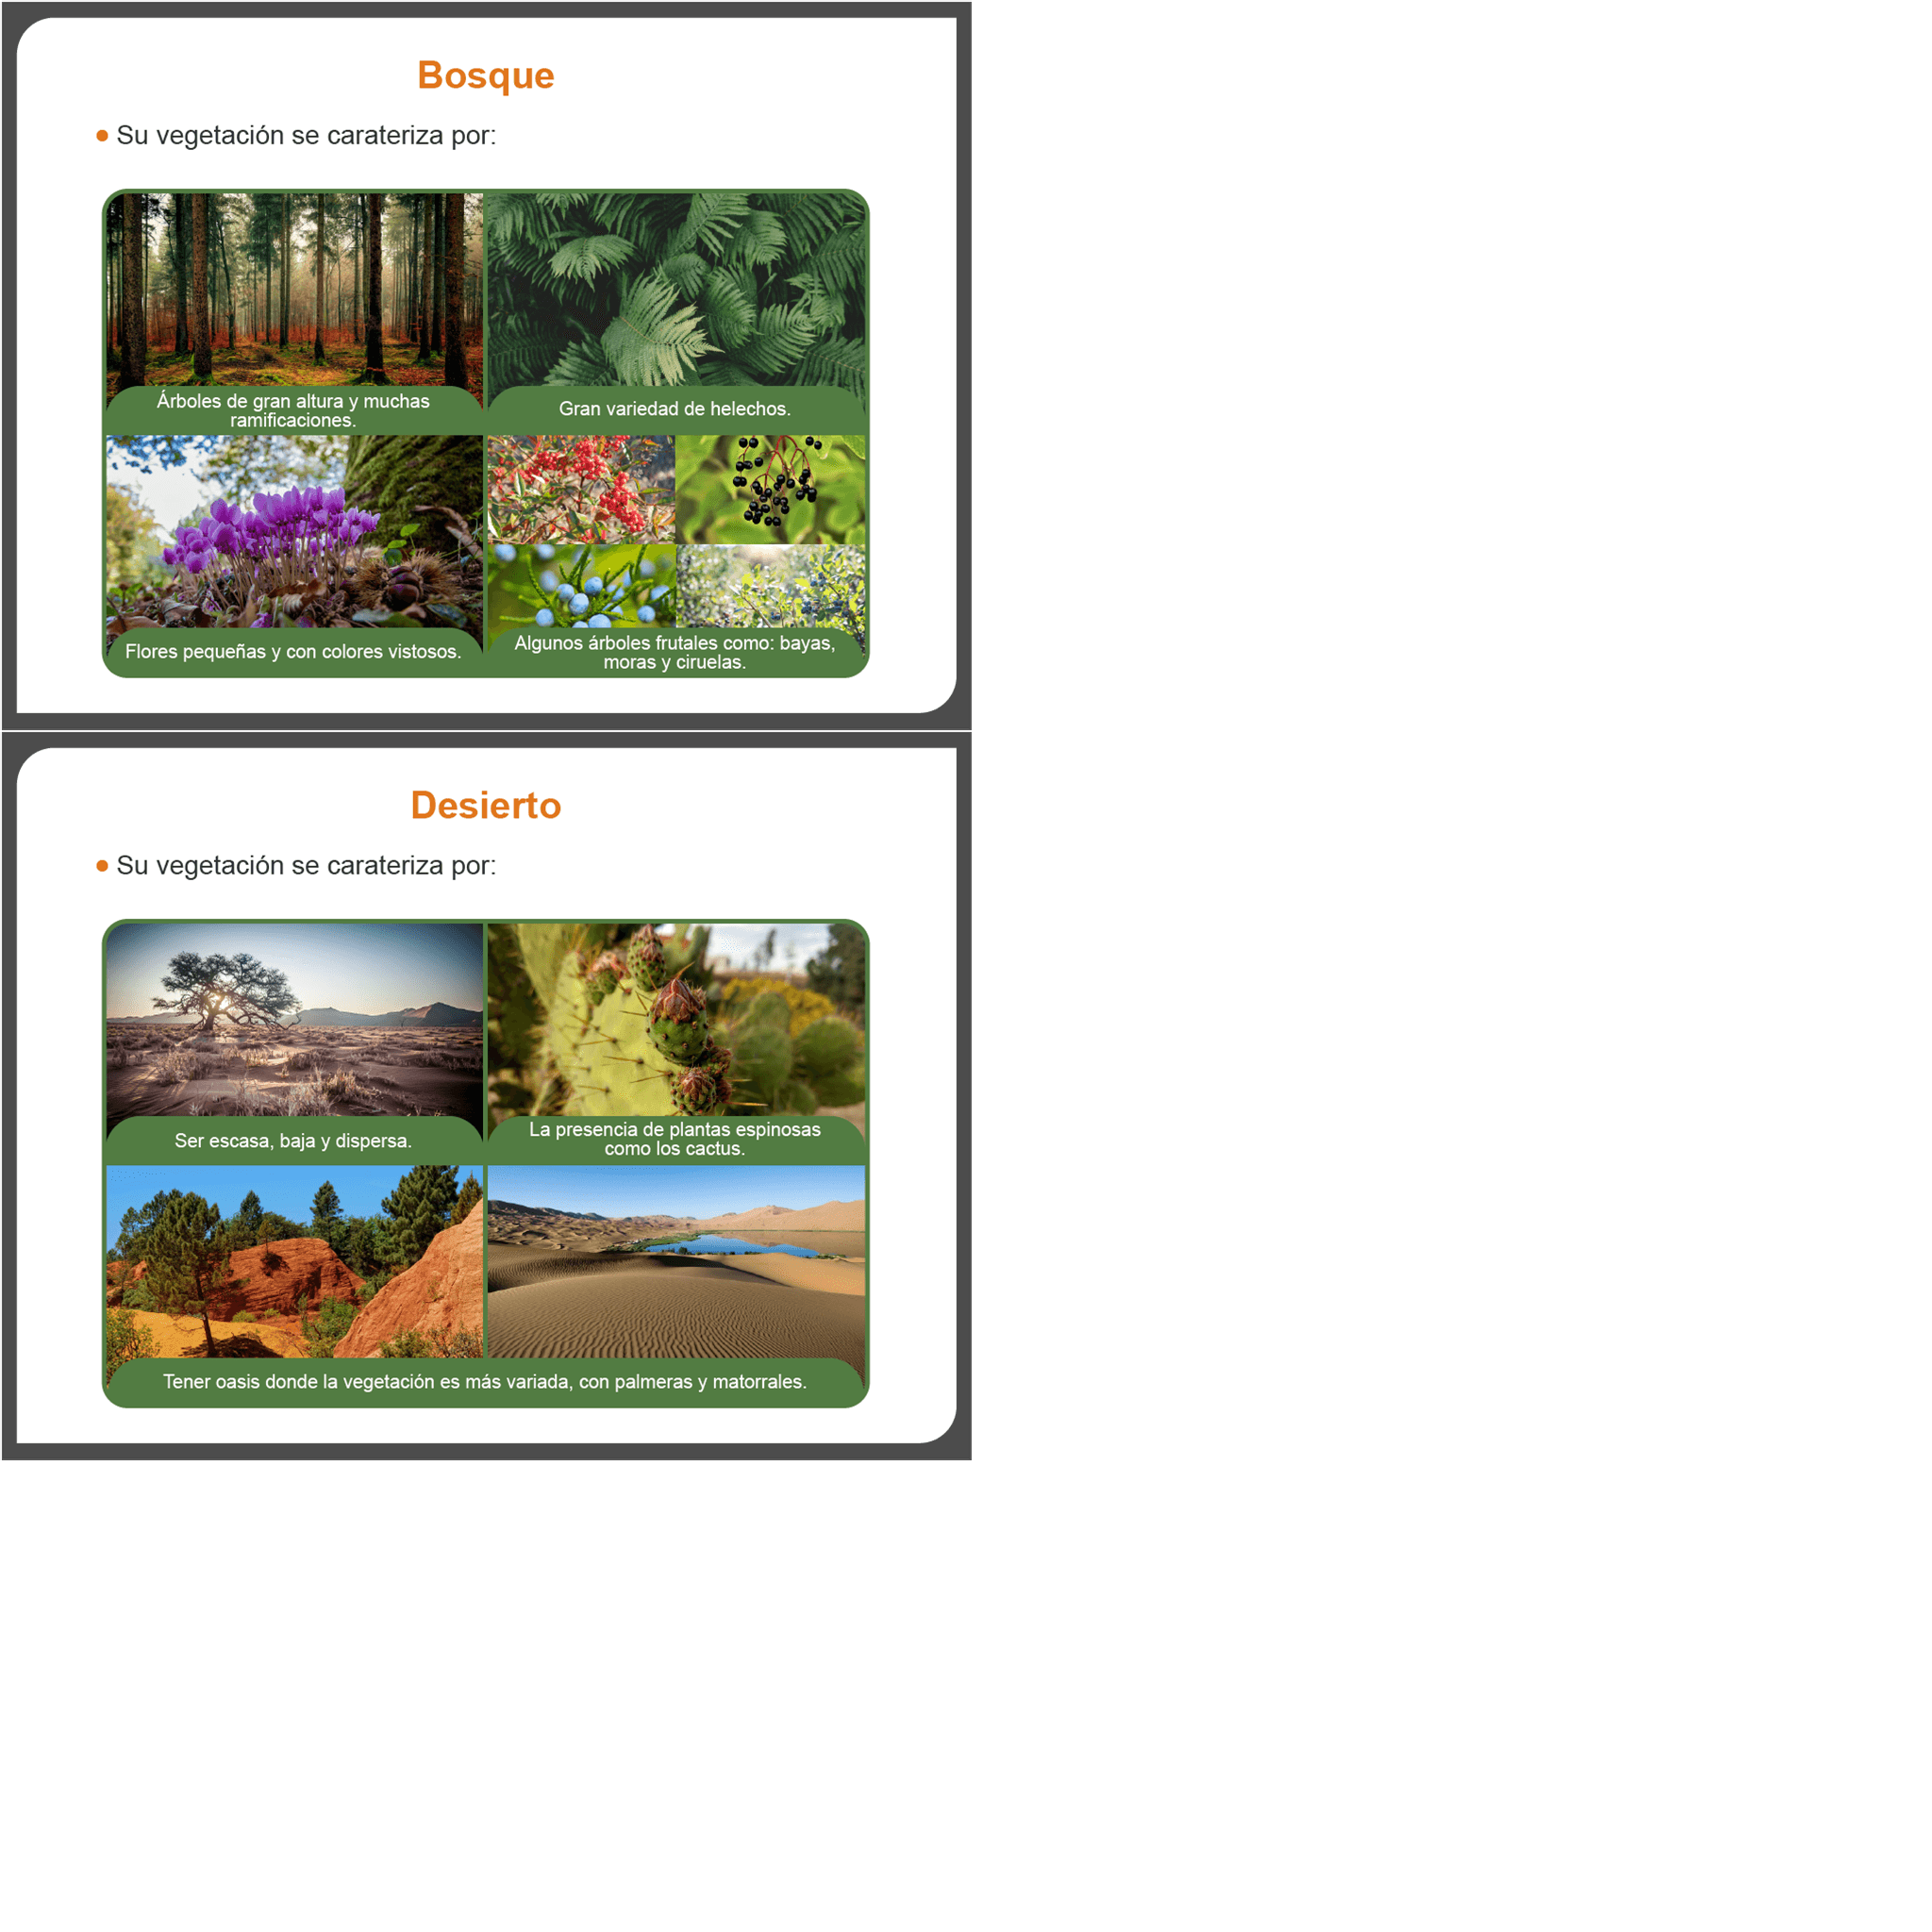 Bosque
Su vegetación se carateriza por:
Árboles de gran altura y muchas
ramificaciones.
Gran variedad de helechos.
Flores pequeñas y con colores vistosos.
Algunos árboles frutales como: bayas,
moras y ciruelas.
Desierto
Su vegetación se carateriza por:
Ser escasa, baja y dispersa.
La presencia de plantas espinosas
como los cactus.
Tener oasis donde la vegetación es más variada, con palmeras y matorrales.